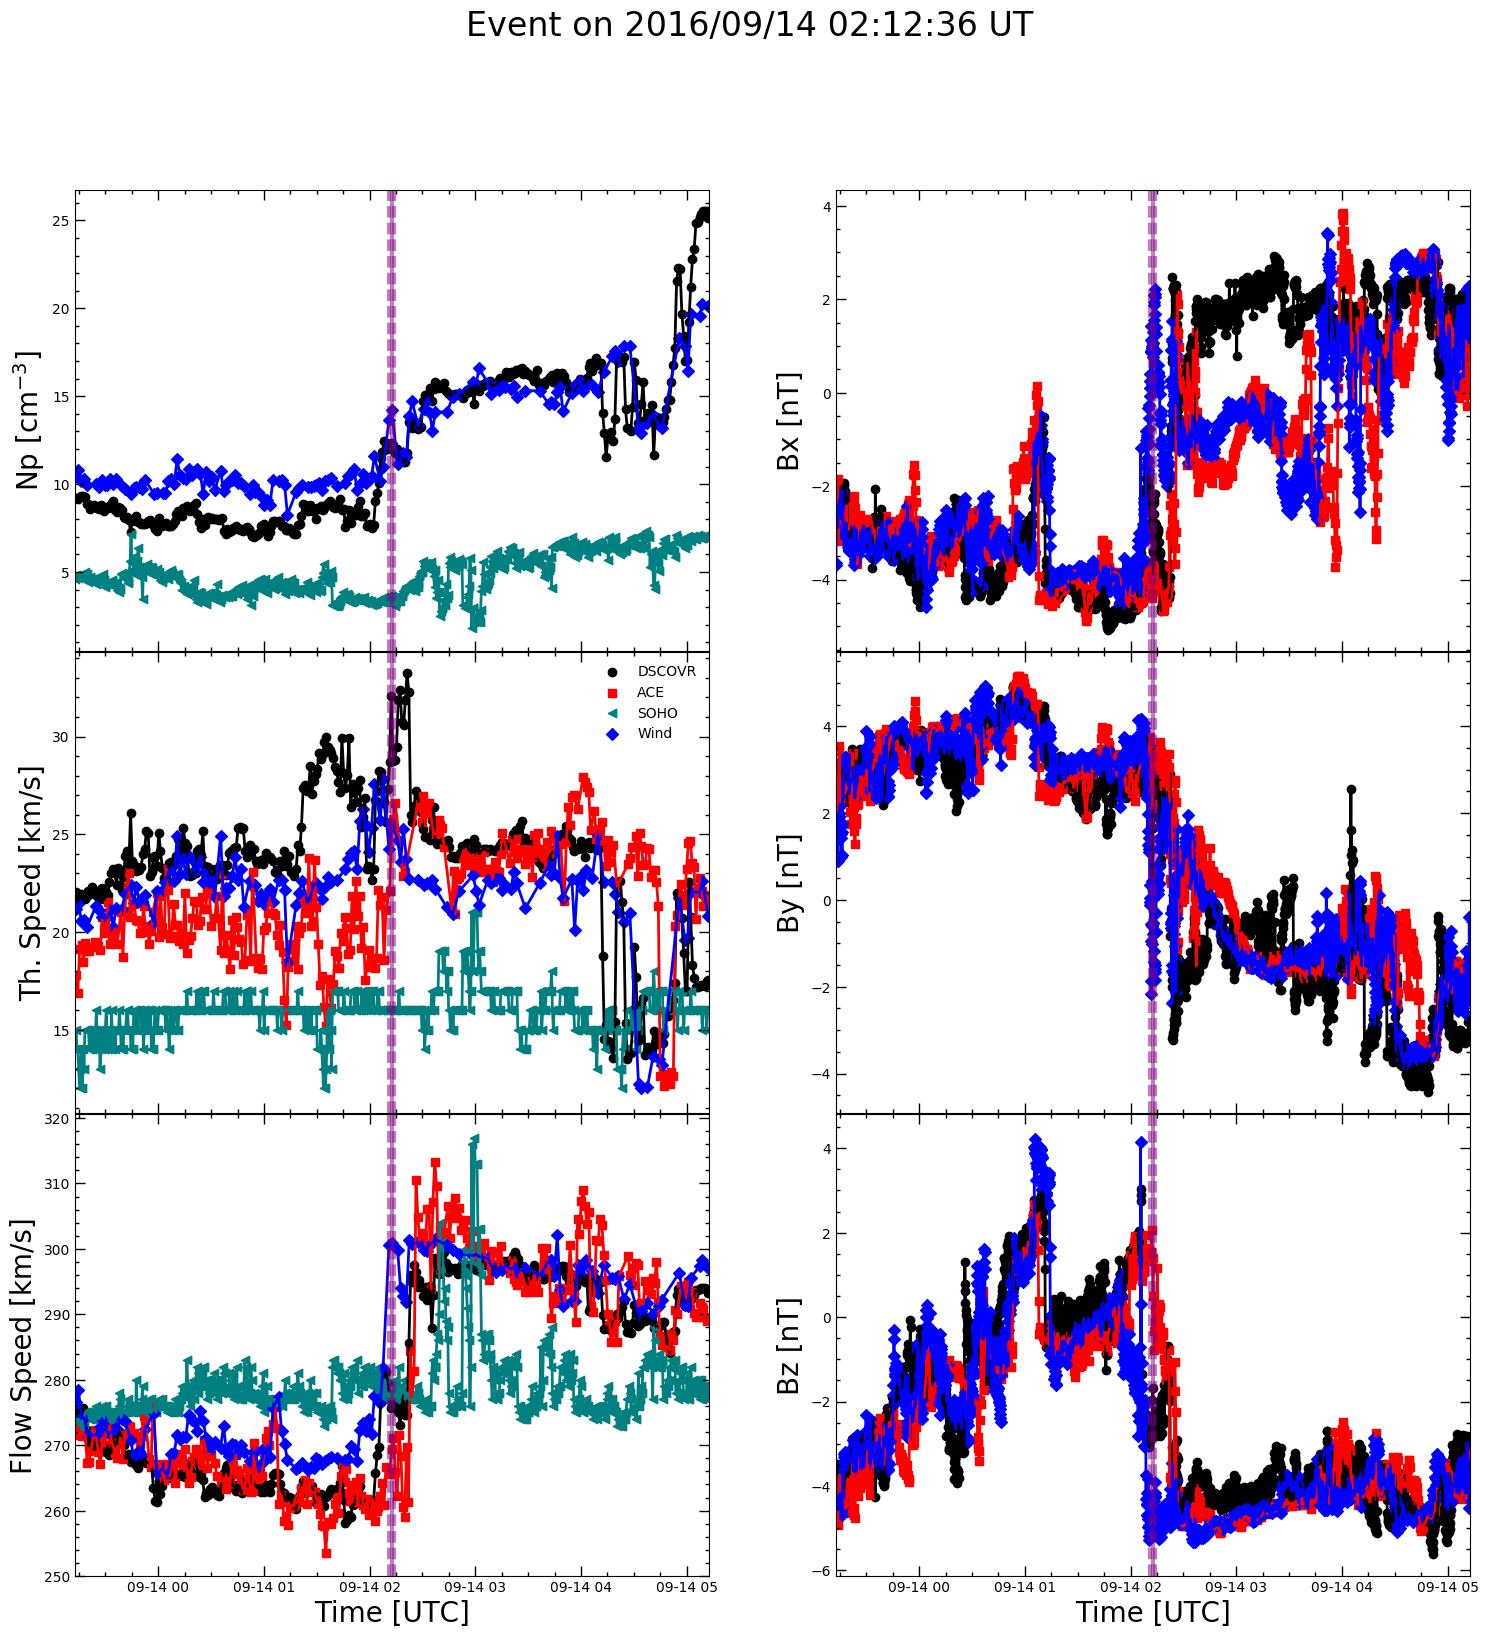 Event on 2016/09/14 02:12:36 UT
Np [cm⁻³]
25
20
15
10
5
Th. Speed [km/s]
30
25
20
15
DSCOVR
ACE
SOHO
Wind
Flow Speed [km/s]
320
310
300
290
280
270
260
250
09-14 00 09-14 01 09-14 02 09-14 03 09-14 04 09-14 05
Time [UTC]
Bx [nT]
4
2
0
−2
−4
By [nT]
4
2
0
−2
−4
Bz [nT]
4
2
0
−2
−4
−6
09-14 00 09-14 01 09-14 02 09-14 03 09-14 04 09-14 05
Time [UTC]